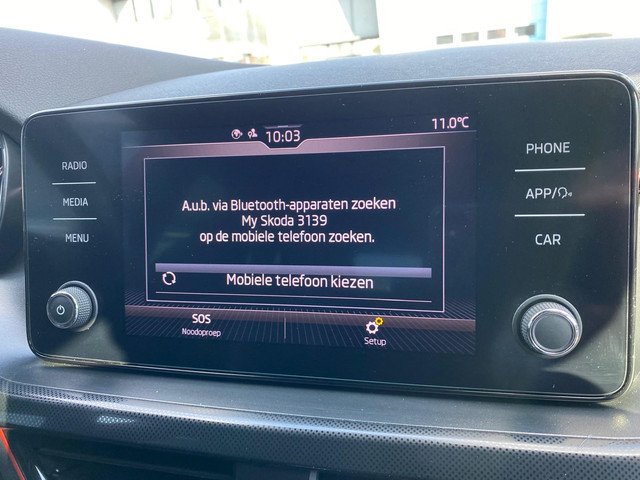 10:03
11.0°C
RADIO
MEDIA
MENU
A.u.b. via Bluetooth-apparaten zoeken
My Skoda 3139
op de mobiele telefoon zoeken.
Mobiele telefoon kiezen
SOS
Noodoproep
Setup
PHONE
APP/
CAR